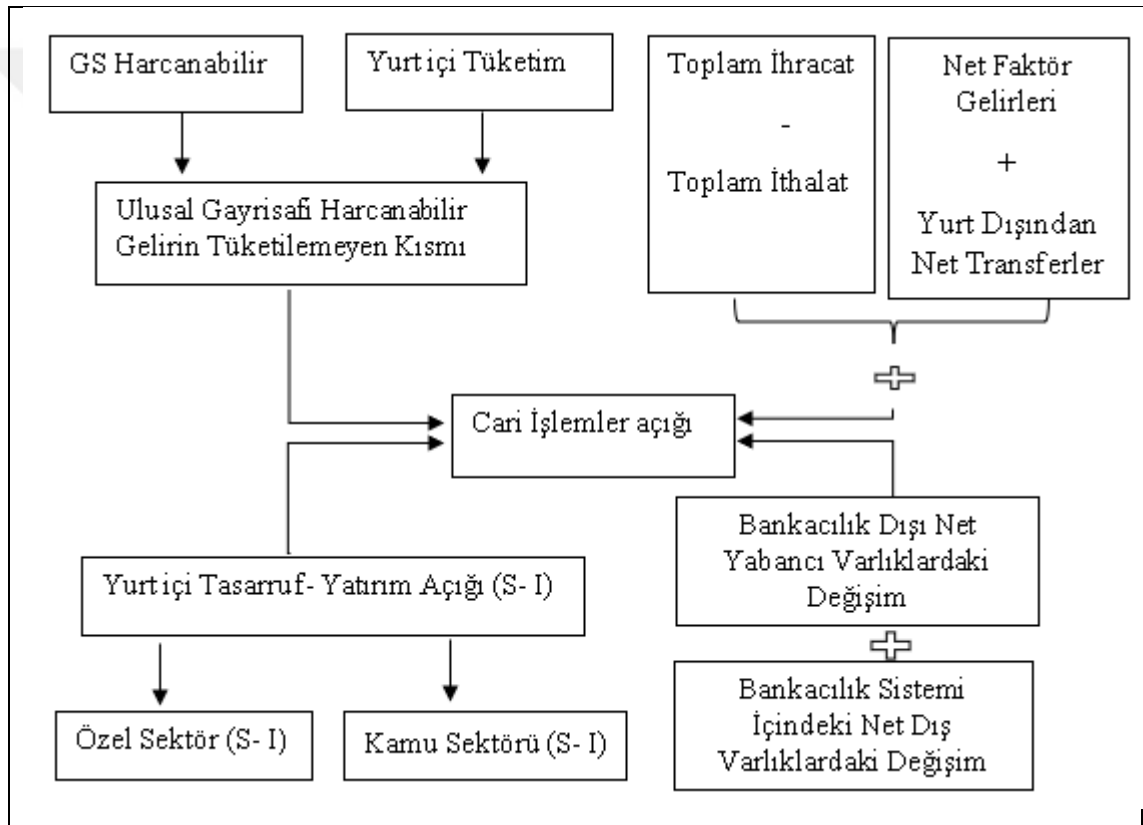 GS Harcanabilir
Yurt içi Tüketim
Toplam İhracat
-
Toplam İthalat
Net Faktör
Gelirleri
+
Yurt Dışından
Net Transferler
Ulusal Gayrisafi Harcanabilir
Gelirin Tüketilemeyen Kısmı
Cari İşlemler açığı
Yurt içi Tasarruf- Yatırım Açığı (S- I)
Özel Sektör (S- I)
Kamu Sektörü (S- I)
Bankacılık Dışı Net
Yabancı Varlıklardaki
Değişim
Bankacılık Sistemi
İçindeki Net Dış
Varlıklardaki Değişim